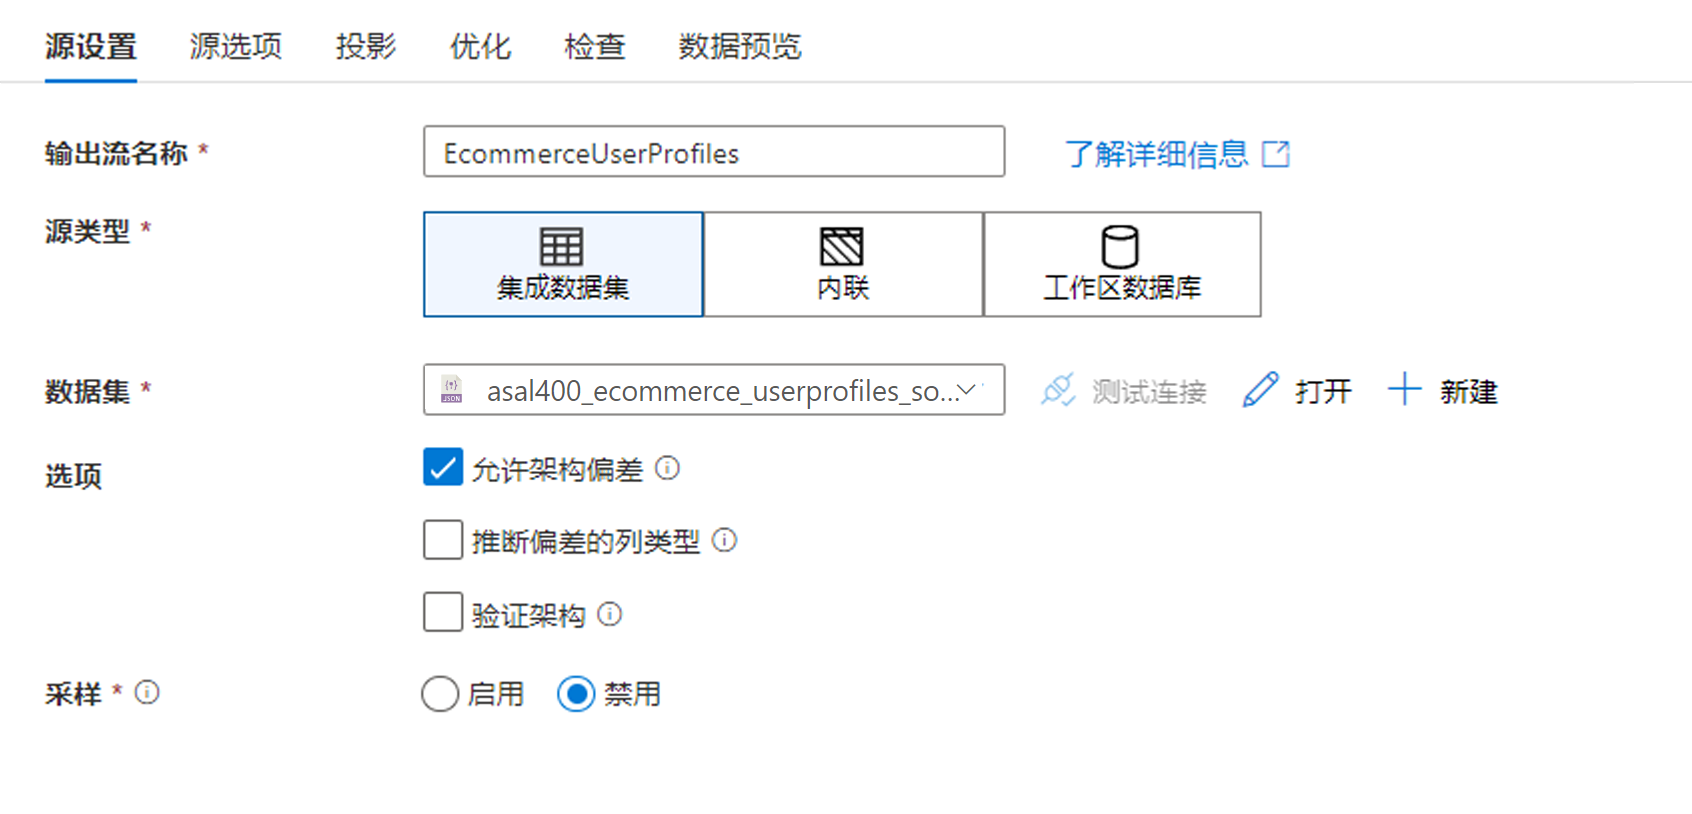 源设置 源选项 投影 优化 检查 数据预览
输出流名称 * EcommerceUserProfiles 了解详细信息
源类型 * 集成数据集 内联 工作区数据库
数据集 * JSON asal400_ecommerce_userprofiles_so... 测试连接 打开 新建
选项 允许架构偏差
推断偏差的列类型
验证架构
采样 * 启用 禁用